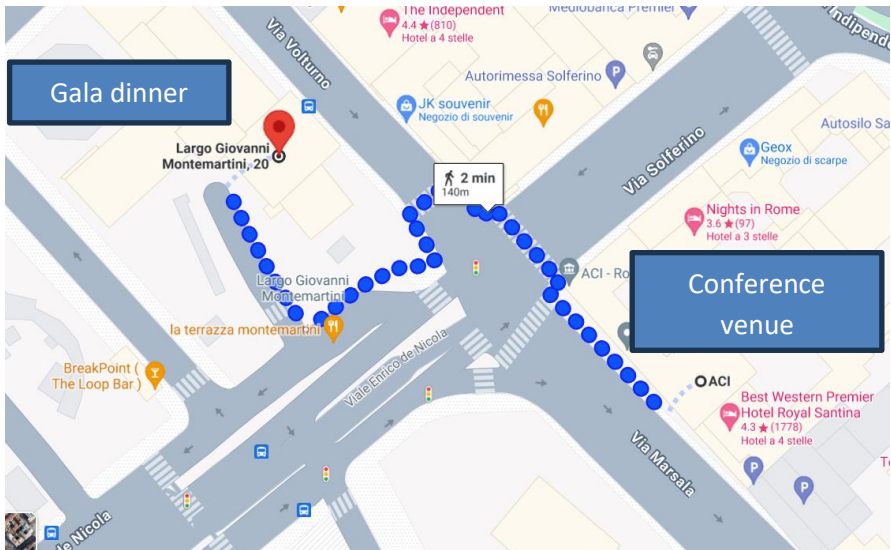 The Independent
4.4 ★ (810)
Hotel a 4 stelle
Mediobanca Premier
Via Volturno
Gala dinner
Autorimessa Solferino
P
P
JK souvenir
Negozio di souvenir
Largo Giovanni
Montemartini, 20
2 min
140m
Via Solferino
Autosilo Sa
Geox
Negozio di scarpe
Nights in Rome
3.6 ★ (97)
Hotel a 3 stelle
ACI - Ro
Conference
venue
Largo Giovanni
Montemartini
la terrazza montemartini
Viale Enrico de Nicola
BreakPoint (
The Loop Bar )
ACI
Best Western Premier
Hotel Royal Santina
4.3 ★ (1778)
Hotel a 4 stelle
Via Marsala
P
P
de Nicola